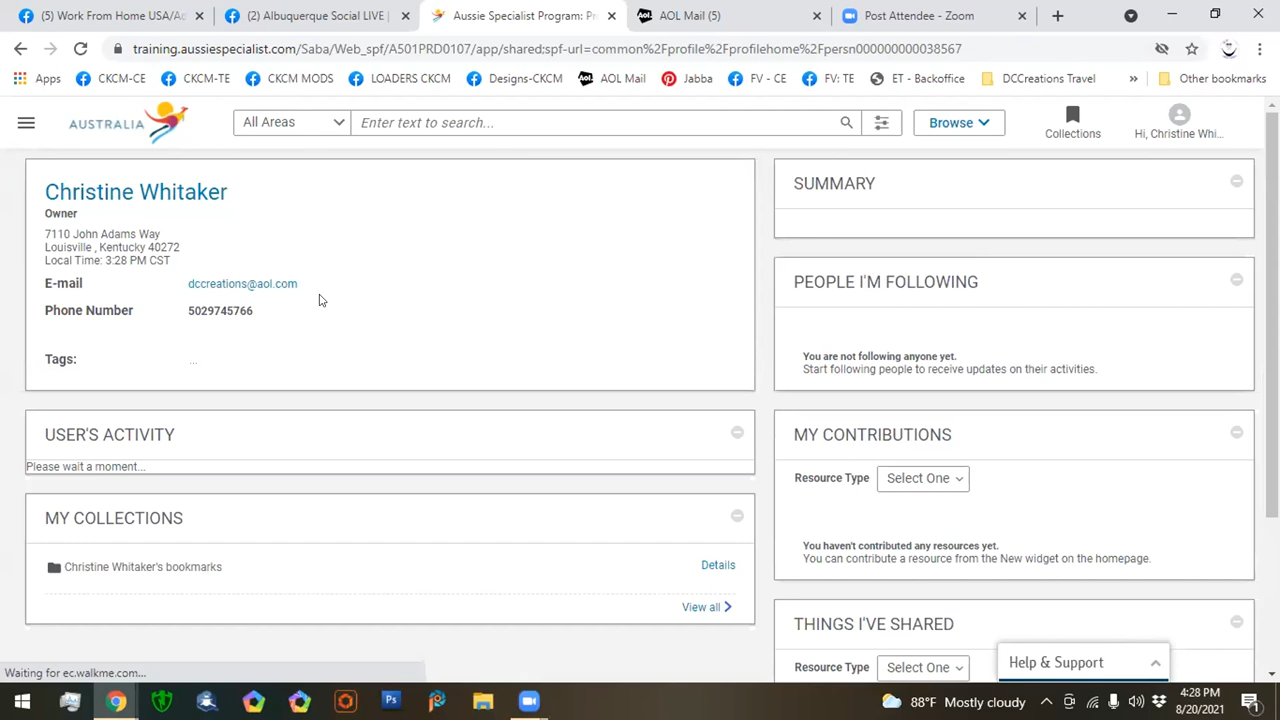 (5) Work From Home USA/Ad
(2) Albuquerque Social LIVE |
Aussie Specialist Program: Pr
AOL Mail (5)
Post Attendee - Zoom
training.aussiespecialist.com/Saba/Web_spf/A501PRD0107/app/shared;spf-url=common%2Fprofile%2Fprofilehome%2Fpersn000000000038567
Apps
CKCM-CE
CKCM-TE
CKCM MODS
LOADERS CKCM
Designs-CKCM
Aol. AOL Mail
Jabba
FV - CE
FV: TE
ET - Backoffice
DCCreations Travel
»
Other bookmarks
AUSTRALIA
All Areas
Enter text to search...
Browse
Collections
Hi, Christine Whi...
Christine Whitaker
Owner
7110 John Adams Way
Louisville , Kentucky 40272
Local Time: 3:28 PM CST
E-mail dccreations@aol.com
Phone Number 5029745766
Tags: ...
USER'S ACTIVITY
Please wait a moment...
MY COLLECTIONS
Christine Whitaker's bookmarks Details
View all
SUMMARY
PEOPLE I'M FOLLOWING
You are not following anyone yet.
Start following people to receive updates on their activities.
MY CONTRIBUTIONS
Resource Type Select One
You haven't contributed any resources yet.
You can contribute a resource from the New widget on the homepage.
THINGS I'VE SHARED
Resource Type Select One
Help & Support
Waiting for ec.walkme.com...
Ps
88°F Mostly cloudy
4:28 PM
8/20/2021
1